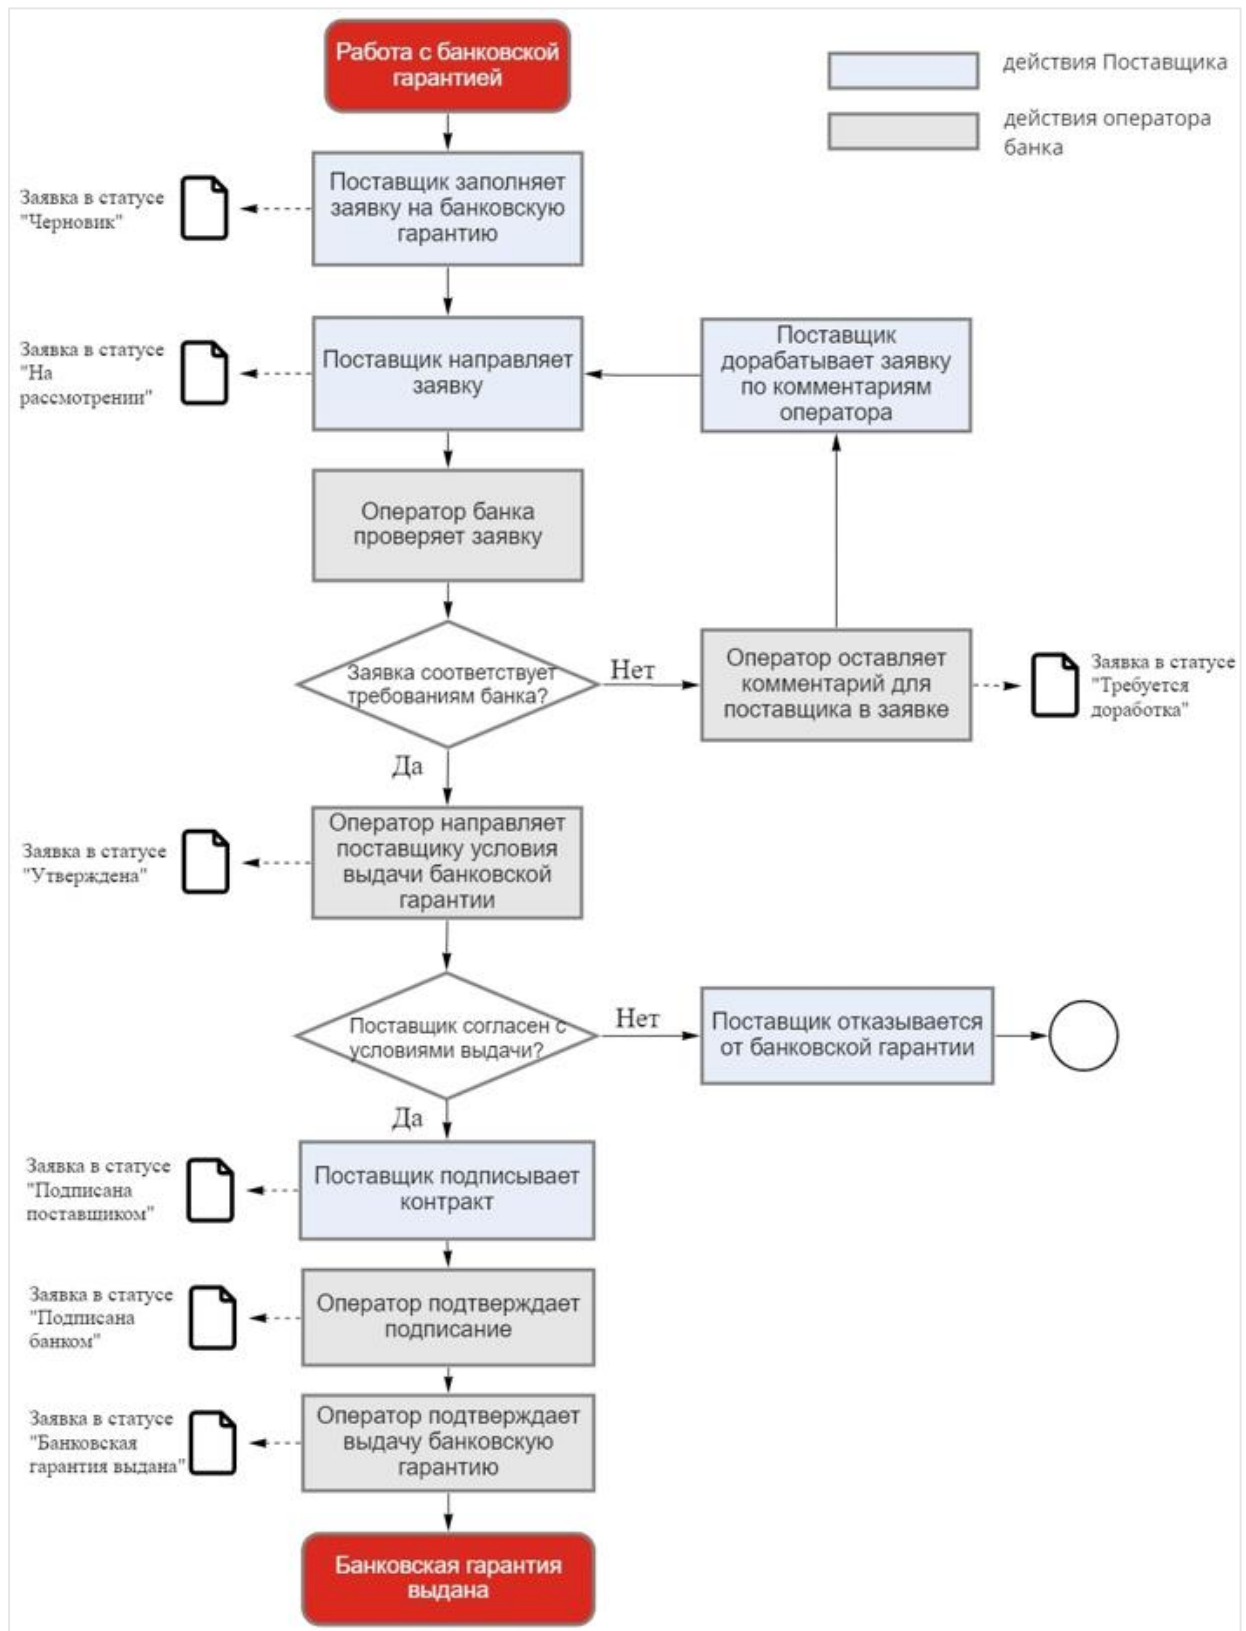 Работа с банковской
гарантией
действия Поставщика
действия оператора
банка
Поставщик заполняет
заявку на банковскую
гарантию
Заявка в статусе
"Черновик"
Поставщик направляет
заявку
Заявка в статусе
"На
рассмотрении"
Поставщик
дорабатывает заявку
по комментариям
оператора
Оператор банка
проверяет заявку
Заявка соответствует
требованиям банка?
Нет
Оператор оставляет
комментарий для
поставщика в заявке
Заявка в статусе
"Требуется
доработка"
Да
Оператор направляет
поставщику условия
выдачи банковской
гарантии
Заявка в статусе
"Утверждена"
Поставщик согласен с
условиями выдачи?
Нет
Поставщик отказывается
от банковской гарантии
Да
Поставщик подписывает
контракт
Заявка в статусе
"Подписана
поставщиком"
Оператор подтверждает
подписание
Заявка в статусе
"Подписана
банком"
Оператор подтверждает
выдачу банковскую
гарантию
Заявка в статусе
"Банковская
гарантия выдана"
Банковская гарантия
выдана